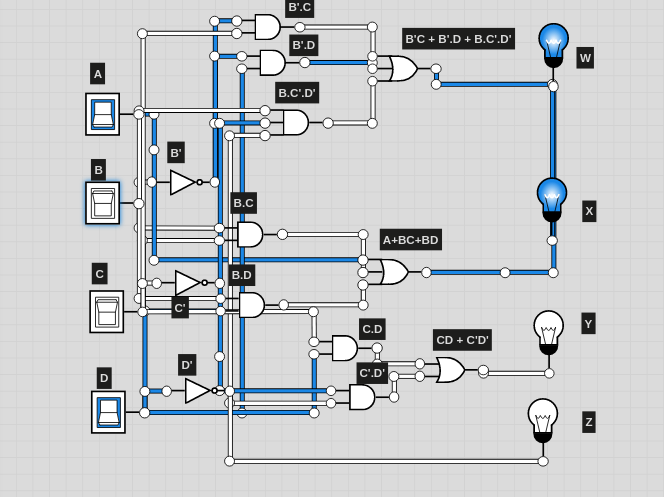 B'.C
B'.D
B'C + B'.D + B.C'.D'
W
A
B.C'.D'
B'
B
B.C
X
A+BC+BD
C
B.D
C'
Y
C.D
CD + C'D'
D'
C'.D'
D
Z